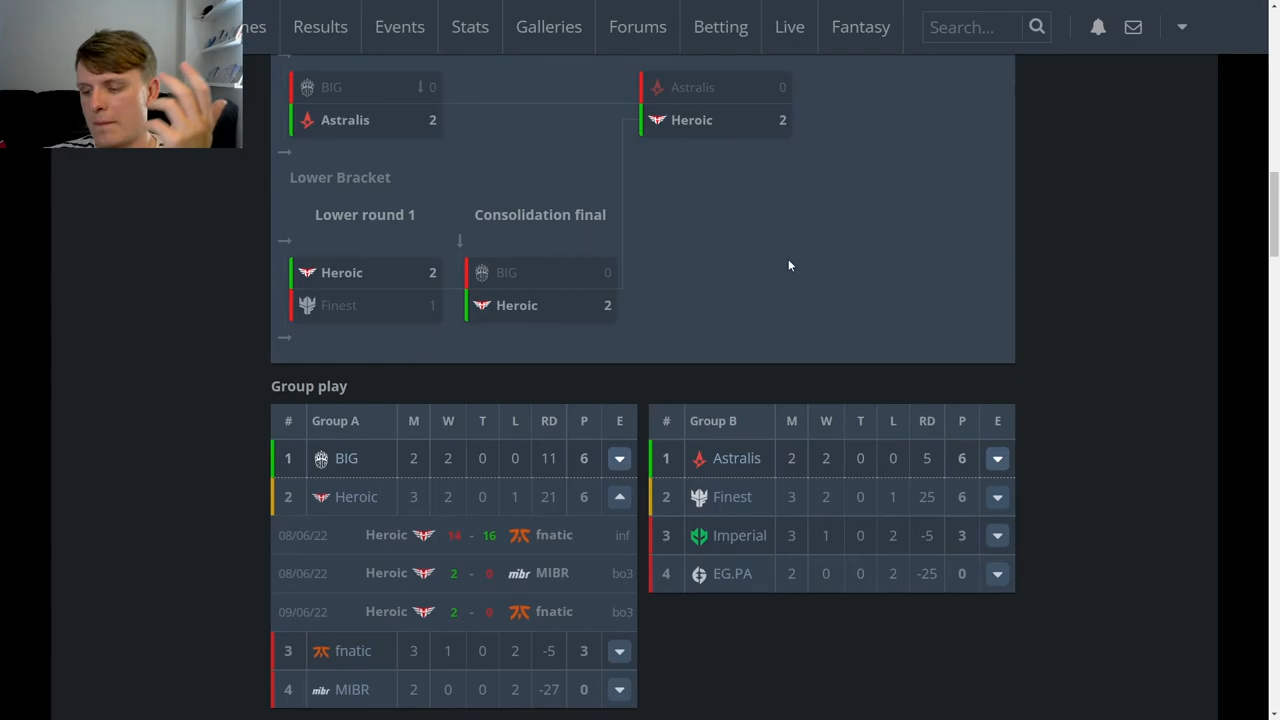 nes Results Events Stats Galleries Forums Betting Live Fantasy Search...
BIG 0 Astralis 0
Astralis 2 Heroic 2
Lower Bracket
Lower round 1 Consolidation final
Heroic 2 BIG 0
Finest 1 Heroic 2
Group play
# Group A M W T L RD P E # Group B M W T L RD P E
1 BIG 2 2 0 0 11 6 1 Astralis 2 2 0 0 5 6
2 Heroic 3 2 0 1 21 6 2 Finest 3 2 0 1 25 6
08/06/22 Heroic 14 - 16 fnatic inf 3 Imperial 3 1 0 2 -5 3
08/06/22 Heroic 2 - 0 mibr MIBR bo3 4 EG.PA 2 0 0 2 -25 0
09/06/22 Heroic 2 - 0 fnatic bo3
3 fnatic 3 1 0 2 -5 3
4 mibr MIBR 2 0 0 2 -27 0